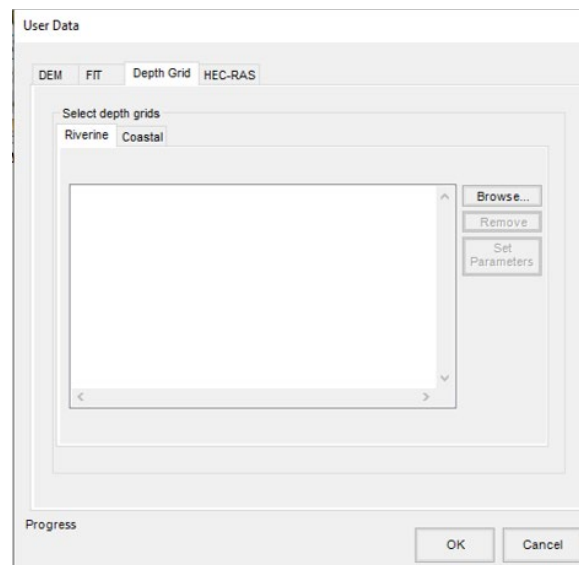 User Data
DEM FIT Depth Grid HEC-RAS
Select depth grids
Riverine Coastal
Browse...
Remove
Set
Parameters
Progress
OK Cancel